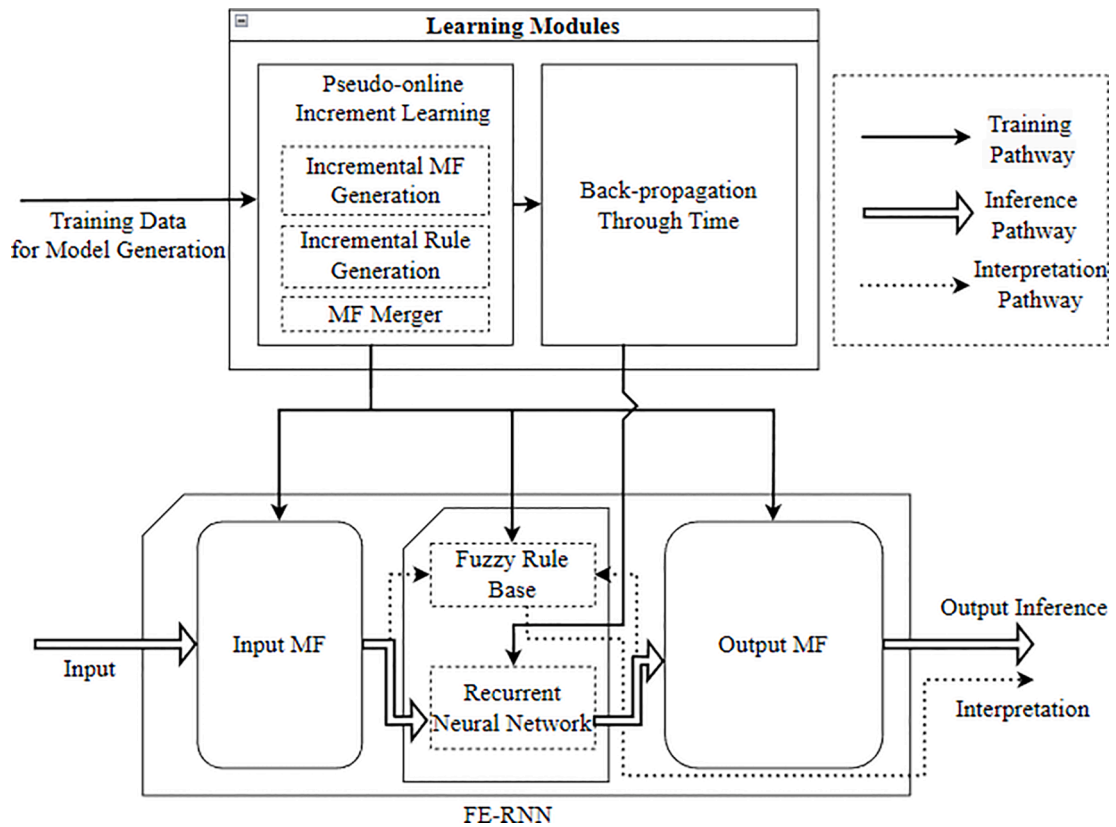 Learning Modules
Pseudo-online
Increment Learning
Incremental MF
Generation
Incremental Rule
Generation
MF Merger
Back-propagation
Through Time
Training Data
for Model Generation
Training
Pathway
Inference
Pathway
Interpretation
Pathway
Input
Input MF
Fuzzy Rule
Base
Recurrent
Neural Network
Output MF
Output Inference
Interpretation
FE-RNN